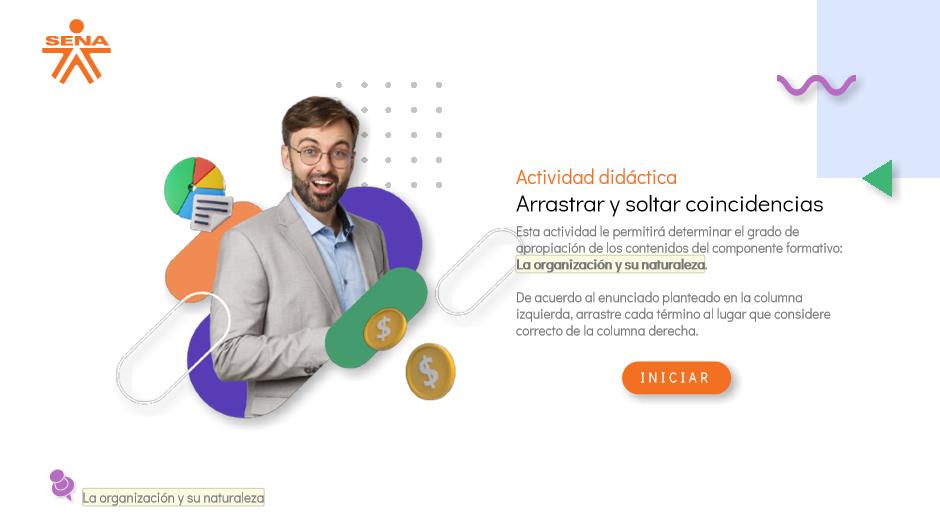 SENA
Actividad didáctica
Arrastrar y soltar coincidencias
Esta actividad le permitirá determinar el grado de
apropiación de los contenidos del componente formativo:
La organización y su naturaleza.
De acuerdo al enunciado planteado en la columna
izquierda, arrastre cada término al lugar que considere
correcto de la columna derecha.
INICIAR
La organización y su naturaleza